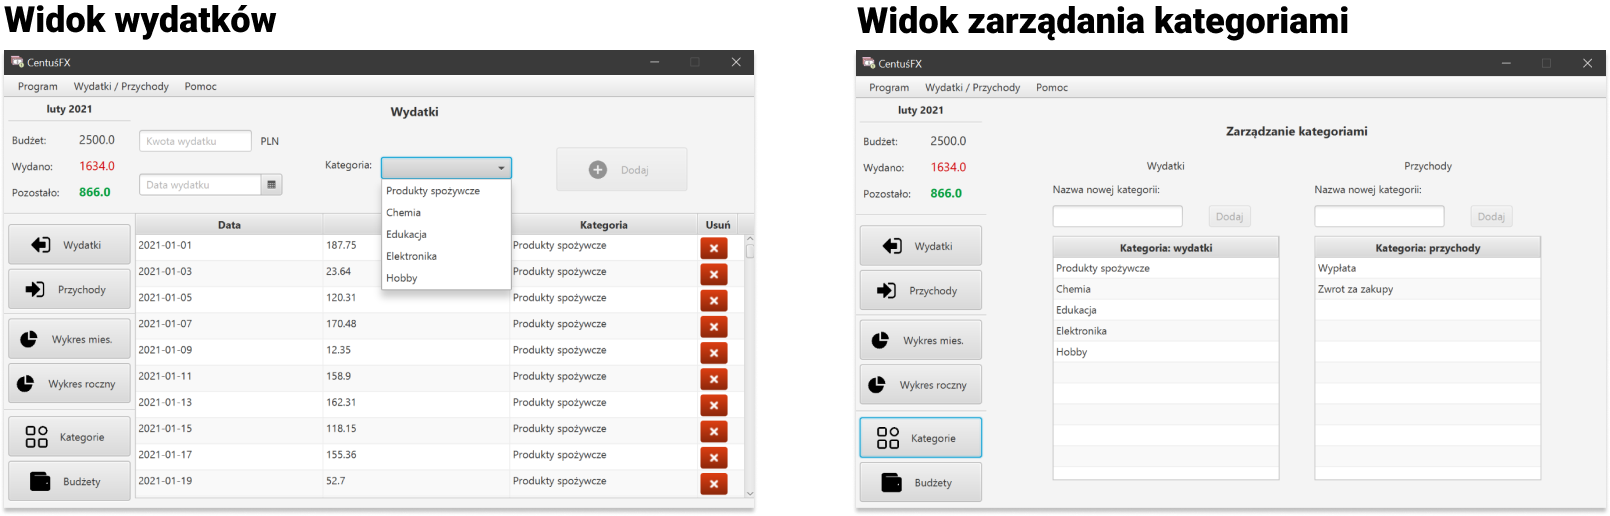 Widok wydatków
CentuśFX
Program Wydatki / Przychody Pomoc
luty 2021
Budżet: 2500.0
Wydano: 1634.0
Pozostało: 866.0
Wydatki
Kwota wydatku PLN
Data wydatku
Kategoria:
Dodaj
Produkty spożywcze
Chemia
Edukacja
Elektronika
Hobby
Wydatki
Przychody
Wykres mies.
Wykres roczny
Kategorie
Budżety
Data Kategoria Usuń
2021-01-01 187.75 Produkty spożywcze
2021-01-03 23.64 Produkty spożywcze
2021-01-05 120.31 Produkty spożywcze
2021-01-07 170.48 Produkty spożywcze
2021-01-09 12.35 Produkty spożywcze
2021-01-11 158.9 Produkty spożywcze
2021-01-13 162.31 Produkty spożywcze
2021-01-15 118.15 Produkty spożywcze
2021-01-17 155.36 Produkty spożywcze
2021-01-19 52.7 Produkty spożywcze
Widok zarządania kategoriami
CentuśFX
Program Wydatki / Przychody Pomoc
luty 2021
Budżet: 2500.0
Wydano: 1634.0
Pozostało: 866.0
Wydatki
Przychody
Wykres mies.
Wykres roczny
Kategorie
Budżety
Zarządzanie kategoriami
Wydatki
Nazwa nowej kategorii:
Dodaj
Kategoria: wydatki
Produkty spożywcze
Chemia
Edukacja
Elektronika
Hobby
Przychody
Nazwa nowej kategorii:
Dodaj
Kategoria: przychody
Wypłata
Zwrot za zakupy